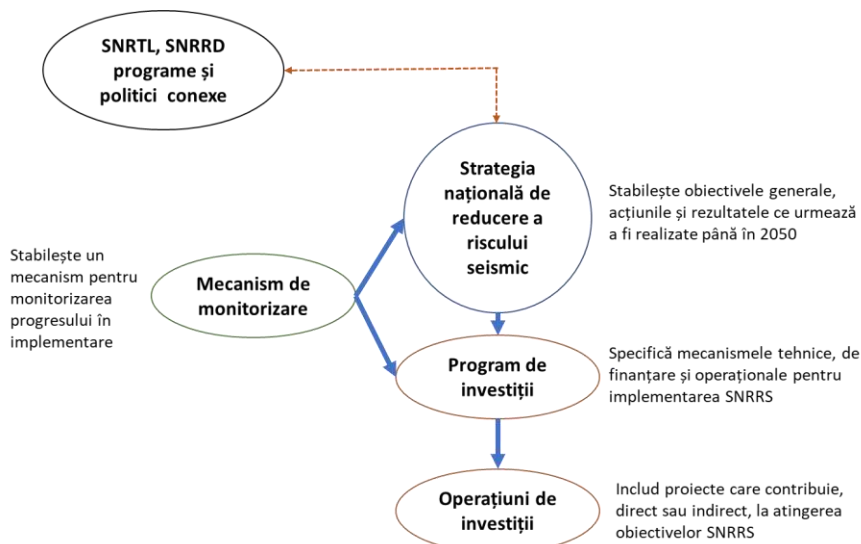 SNRTL, SNRRD
programe și
politici conexe
Strategia
națională de
reducere a
riscului
seismic
Stabilește obiectivele generale,
acțiunile și rezultatele ce urmează
a fi realizate până în 2050
Stabilește un
mecanism pentru
monitorizarea
progresului în
implementare
Mecanism de
monitorizare
Program de
investiții
Specifică mecanismele tehnice, de
finanțare și operaționale pentru
implementarea SNRRS
Operațiuni de
investiții
Includ proiecte care contribuie,
direct sau indirect, la atingerea
obiectivelor SNRRS